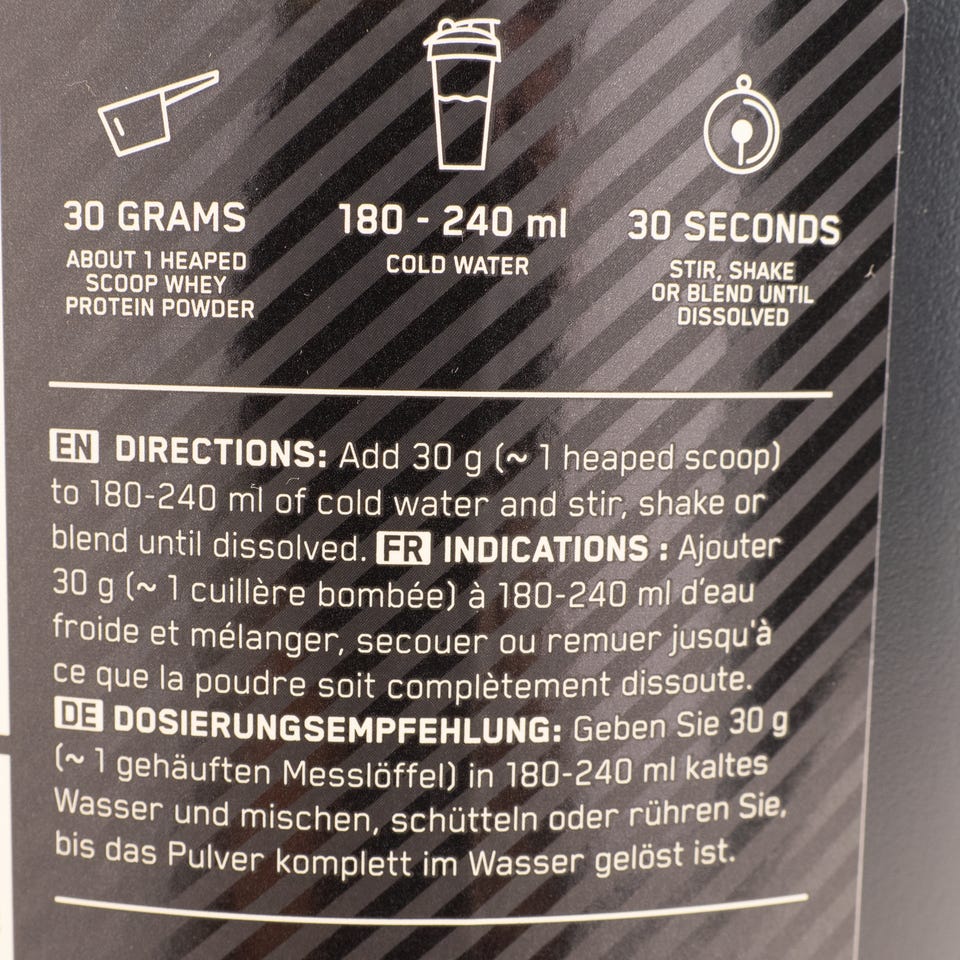 30 GRAMS
ABOUT 1 HEAPED
SCOOP WHEY
PROTEIN POWDER
180 - 240 ml
COLD WATER
30 SECONDS
STIR, SHAKE
OR BLEND UNTIL
DISSOLVED
EN DIRECTIONS: Add 30 g (~ 1 heaped scoop)
to 180-240 ml of cold water and stir, shake or
blend until dissolved. FR INDICATIONS : Ajouter
30 g (~ 1 cuillère bombée) à 180-240 ml d'eau
froide et mélanger, secouer ou remuer jusqu'à
ce que la poudre soit complètement dissoute.
DE DOSIERUNGSEMPFEHLUNG: Geben Sie 30 g
(~ 1 gehäuften Messlöffel) in 180-240 ml kaltes
Wasser und mischen, schütteln oder rühren Sie,
bis das Pulver komplett im Wasser gelöst ist.